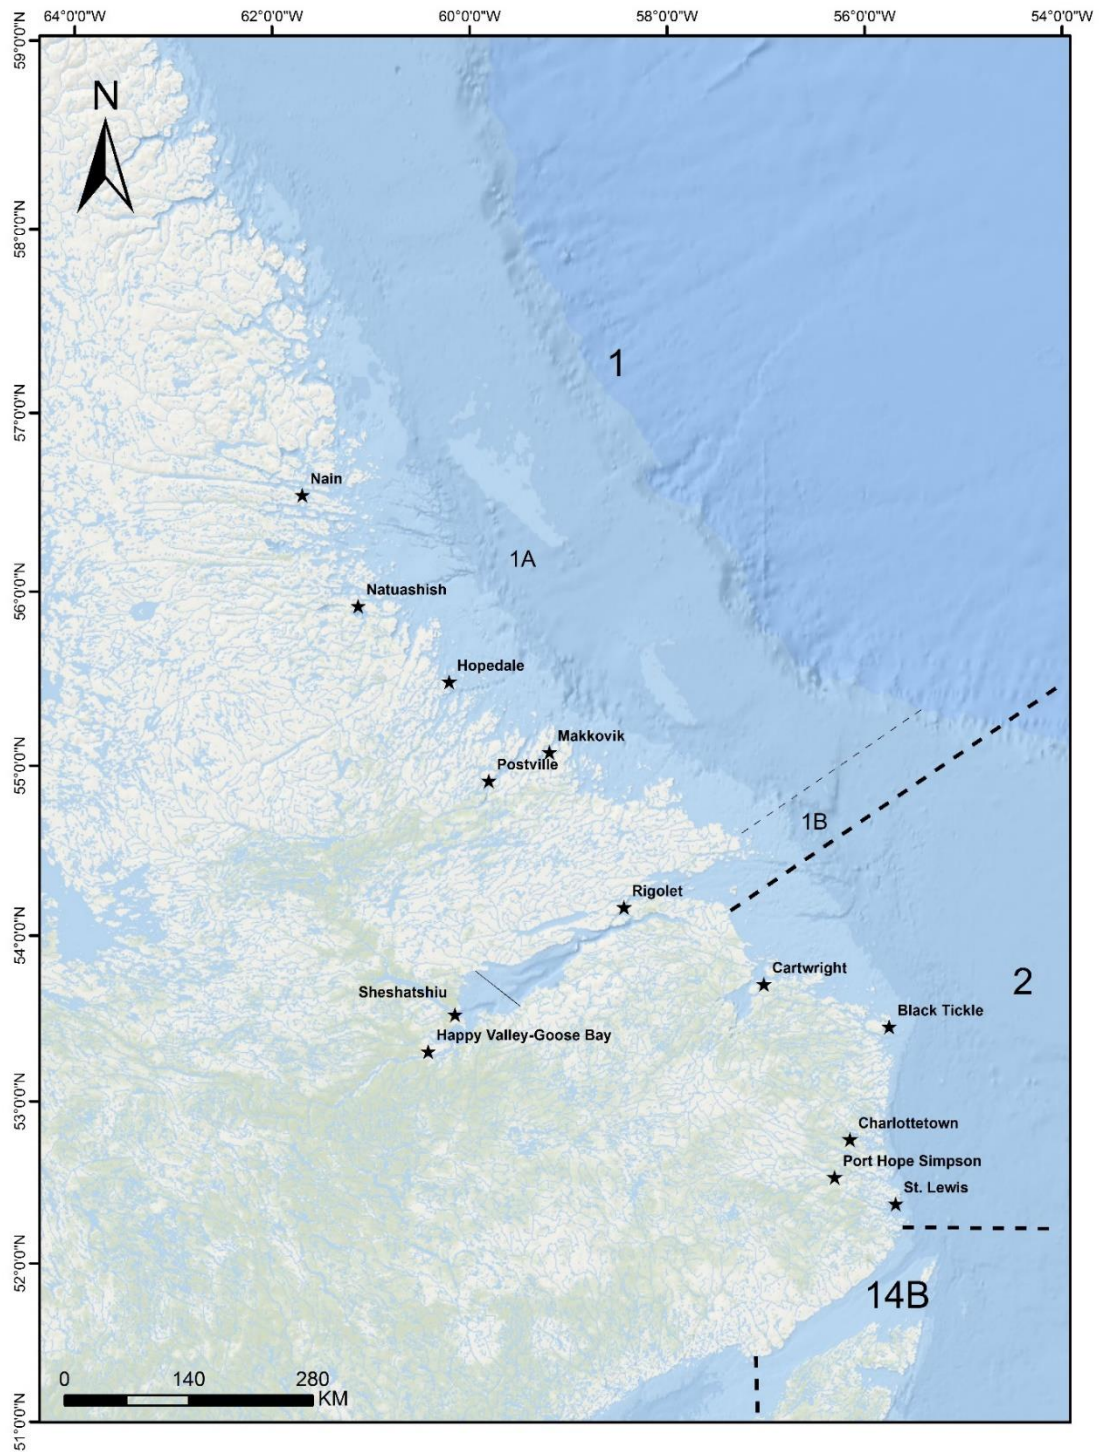 64°0'0"W 62°0'0"W 60°0'0"W 58°0'0"W 56°0'0"W 54°0'0"W
59°0'0"N
N
58°0'0"N
1
57°0'0"N
Nain
1A
56°0'0"N
Natuashish
Hopedale
Makkovik
55°0'0"N
Postville
1B
Rigolet
54°0'0"N
Cartwright
2
Sheshatshiu
Black Tickle
Happy Valley-Goose Bay
53°0'0"N
Charlottetown
Port Hope Simpson
St. Lewis
52°0'0"N
14B
0 140 280
KM
51°0'0"N